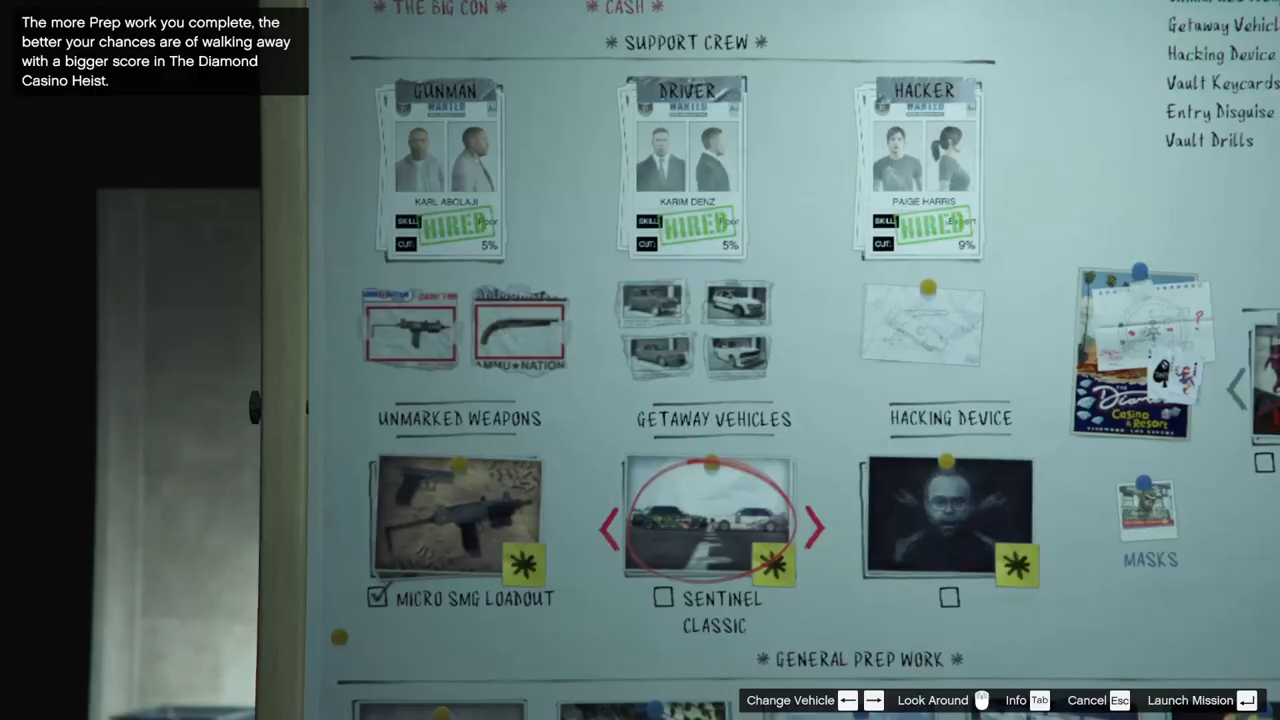 The more Prep work you complete, the
better your chances are of walking away
with a bigger score in The Diamond
Casino Heist.
* THE BIG CON *
* CASH *
* SUPPORT CREW *
Getaway Vehicl
Hacking Device
Vault Keycards
Entry Disguise
Vault Drills
GUNMAN
DRIVER
HACKER
WANTED
WANTED
WANTED
KARL ABOLAJI
KARIM DENZ
PAIGE HARRIS
SKILL HIRED
SKILL HIRED
SKILL HIRED
CUT: 5%
CUT: 5%
CUT: 9%
AMMU★NATION
?
THE
Diamond
Casino &
Resort
UNMARKED WEAPONS
GETAWAY VEHICLES
HACKING DEVICE
MASKS
MICRO SMG LOADOUT
SENTINEL
CLASSIC
* GENERAL PREP WORK *
Change Vehicle ← → Look Around Info Tab Cancel Esc Launch Mission ↵